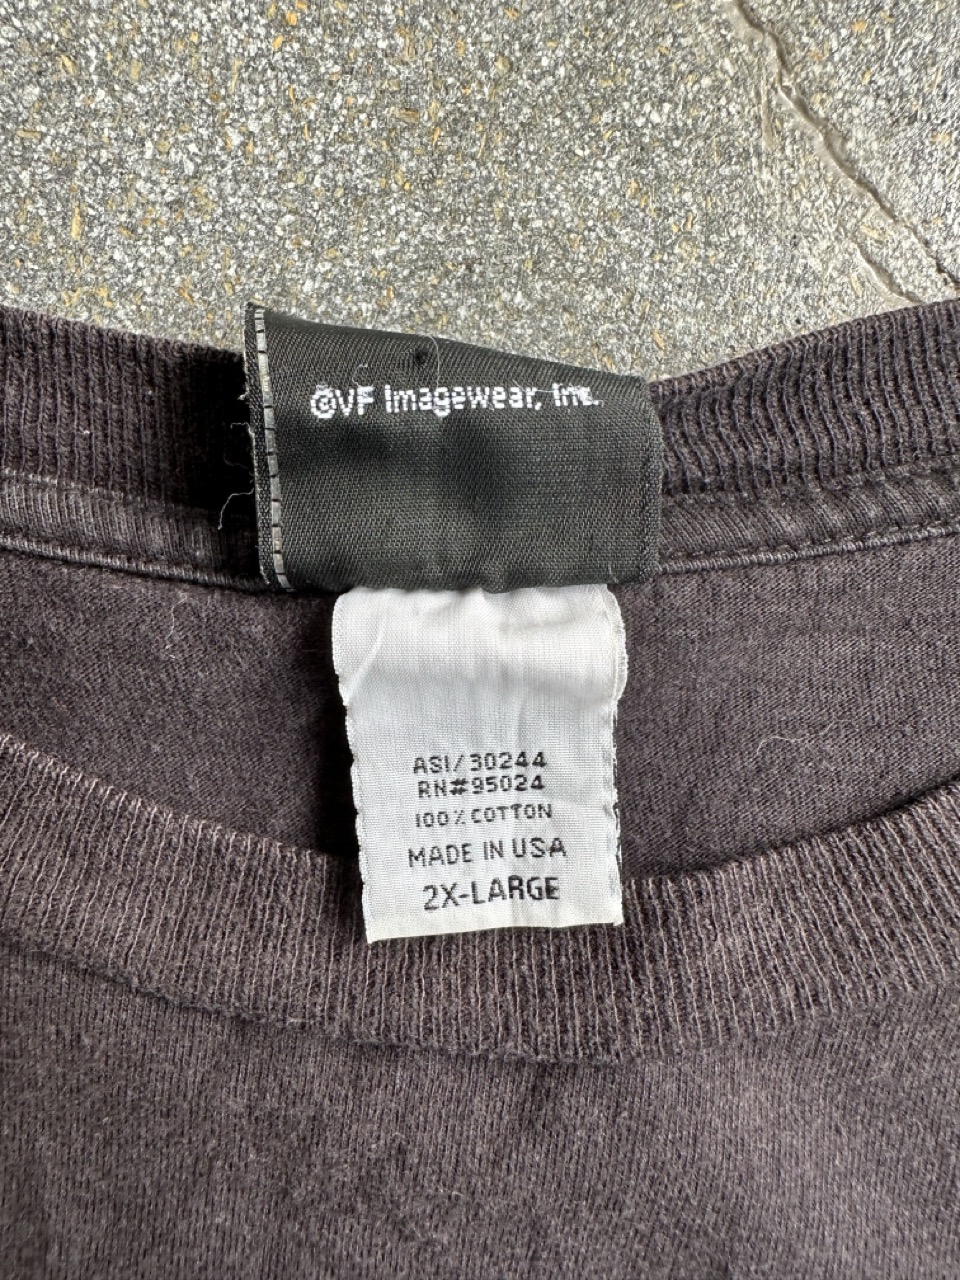 ©VF Imagewear, Inc.
ASI/30244
RN#95024
100% COTTON
MADE IN USA
2X-LARGE